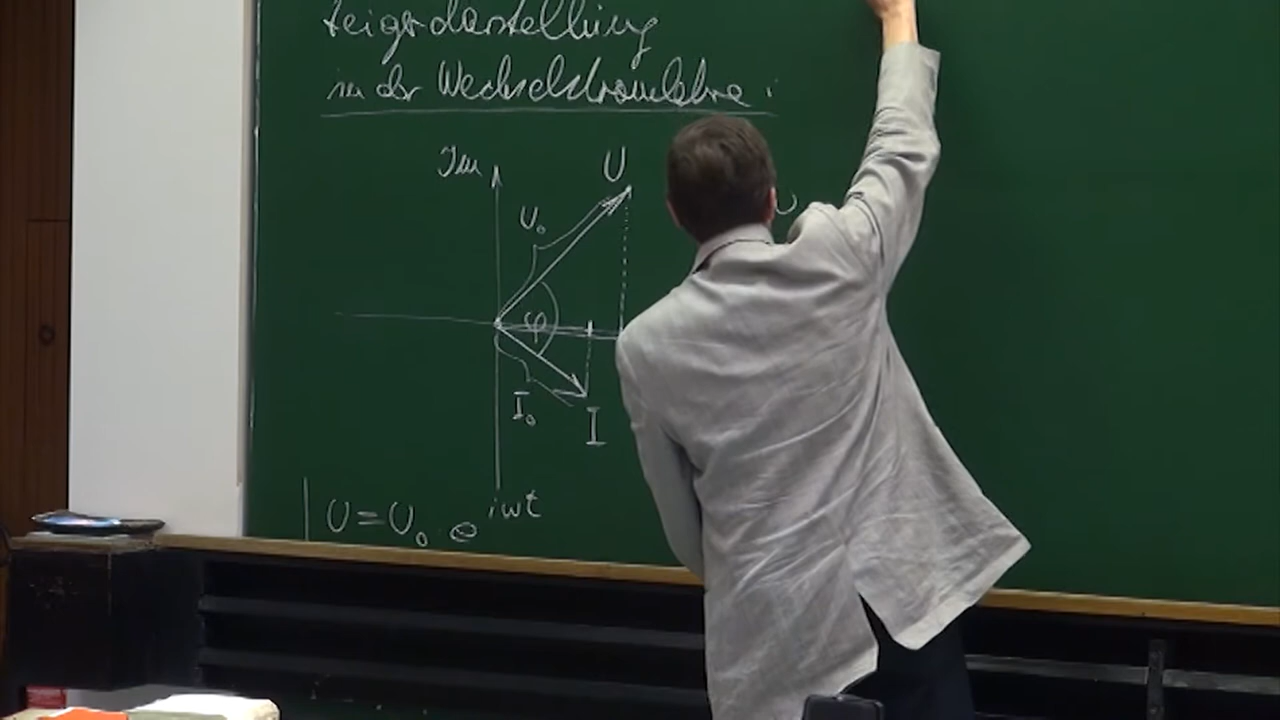 Zeigerdarstellung
in der Wechselstromlehre :
Im
U
U₀
U
φ
I₀
I
U = U₀ · e^iωt